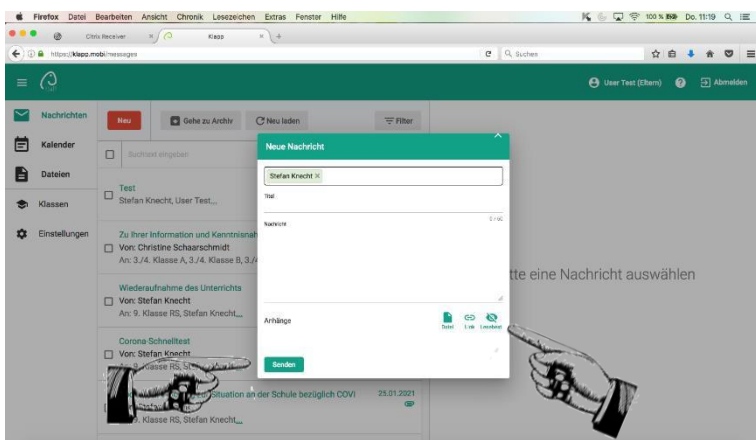 Firefox Datei Bearbeiten Ansicht Chronik Lesezeichen Extras Fenster Hilfe
100 % Do. 11:19
Citrix Receiver Klapp
https://klapp.mobi/messages Suchen
User Test (Eltern) Abmelden
Nachrichten
Kalender
Dateien
Klassen
Einstellungen
Neu Gehe zu Archiv Neu laden Filter
Suchtext eingeben
Test
Stefan Knecht, User Test
Zu Ihrer Information und Kenntnisnah
Von: Christine Schaarschmidt
An: 3./4. Klasse A, 3./4. Klasse B, 3./4
Wiederaufnahme des Unterrichts
Von: Stefan Knecht
An: 9. Klasse RS, Stefan Knecht
Corona-Schnelltest
Von: Stefan Knecht
Klasse RS,
Situation an der Schule bezüglich COVI 25.01.2021
9. Klasse RS, Stefan Knecht
Neue Nachricht
Stefan Knecht ×
Titel
Nachricht
Anhänge
Datei Link Lesebest
Senden
tte eine Nachricht auswählen